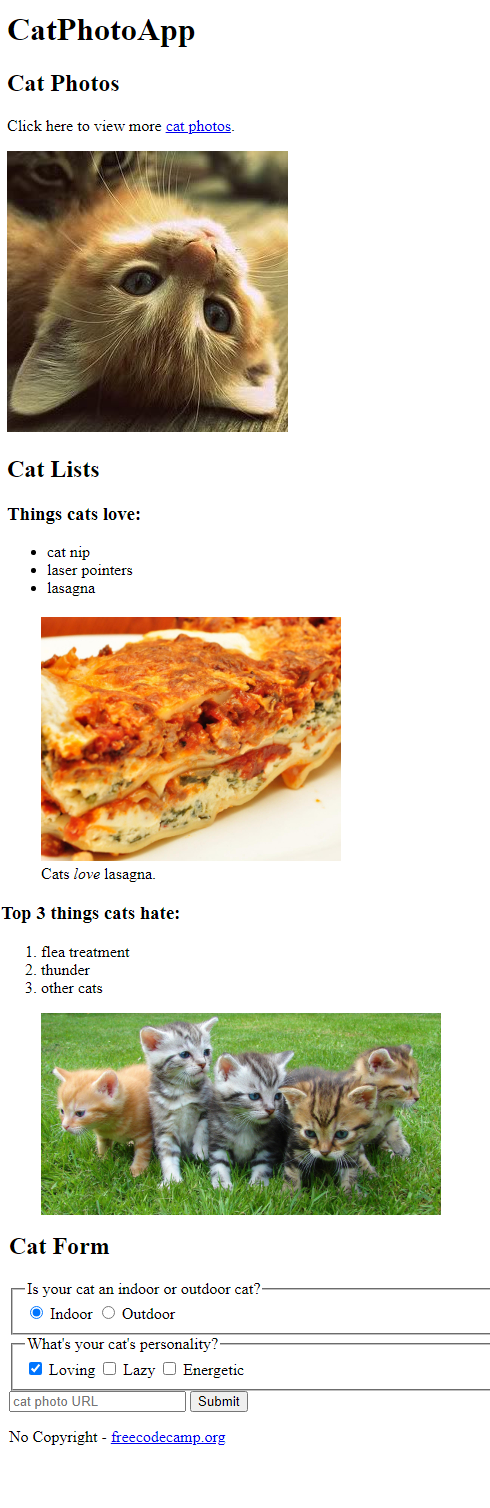 CatPhotoApp
Cat Photos
Click here to view more cat photos.
Cat Lists
Things cats love:
cat nip
laser pointers
lasagna
Cats love lasagna.
Top 3 things cats hate:
1. flea treatment
2. thunder
3. other cats
Cat Form
Is your cat an indoor or outdoor cat?
Indoor Outdoor
What's your cat's personality?
Loving Lazy Energetic
cat photo URL Submit
No Copyright - freecodecamp.org